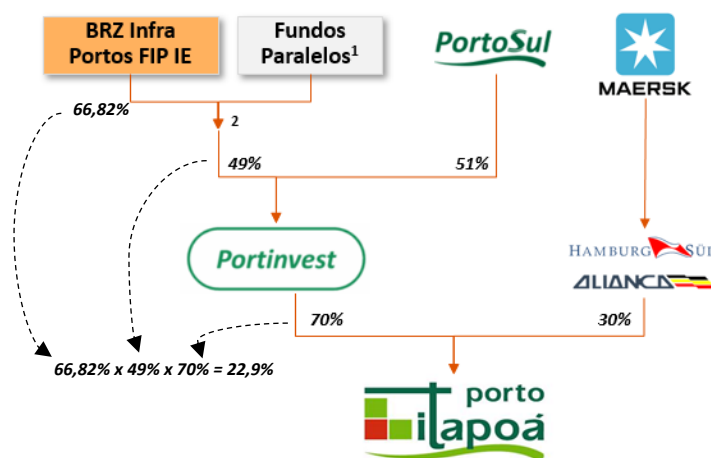 BRZ Infra
Portos FIP IE
Fundos
Paralelos¹
PortoSul
MAERSK
66,82%
2
49%
51%
Portinvest
HAMBURG SÜD
ALIANCA
70%
30%
66,82% x 49% x 70% = 22,9%
porto
itapoá